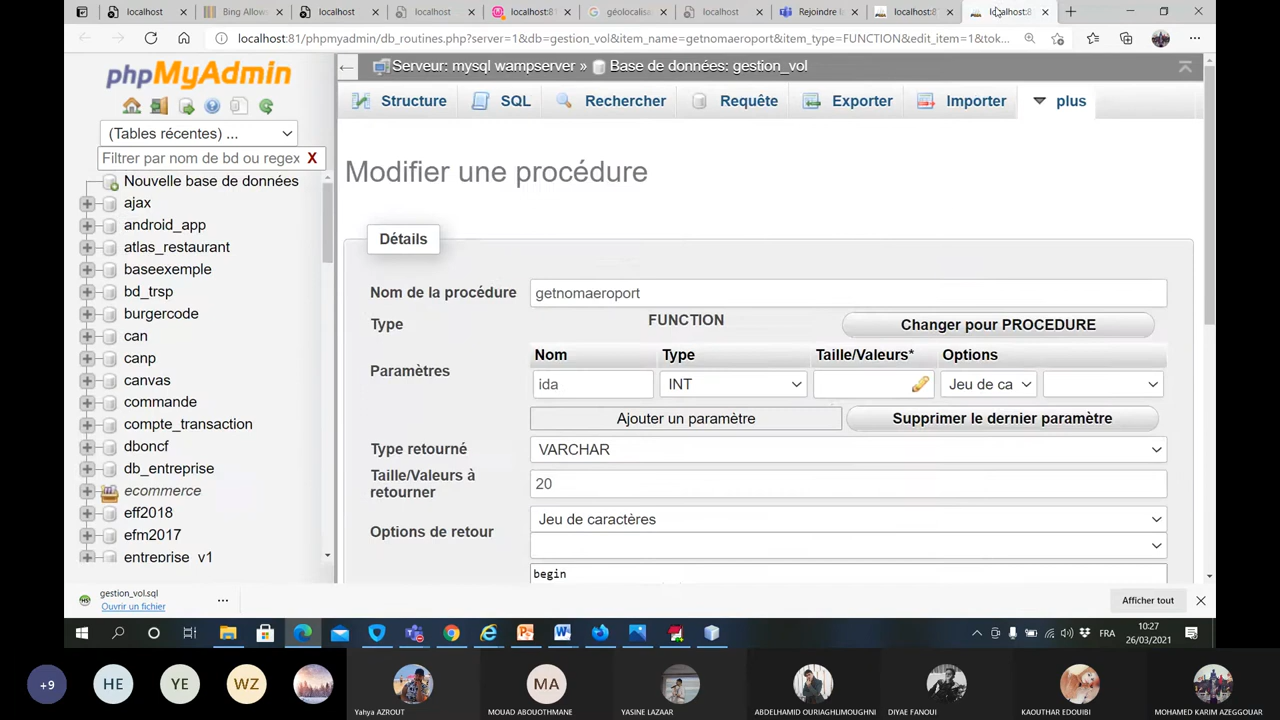 localhost
Bing Allows
localhost
localhost
localhost:8
géolocalisa
localhost
Rejoindre l
localhost:8
localhost:8
localhost:81/phpmyadmin/db_routines.php?server=1&db=gestion_vol&item_name=getnomaeroport&item_type=FUNCTION&edit_item=1&tok...
phpMyAdmin
Serveur: mysql wampserver » Base de données: gestion_vol
Structure SQL Rechercher Requête Exporter Importer plus
(Tables récentes) ...
Filtrer par nom de bd ou regex X
Nouvelle base de données
ajax
android_app
atlas_restaurant
baseexemple
bd_trsp
burgercode
can
canp
canvas
commande
compte_transaction
dboncf
db_entreprise
ecommerce
eff2018
efm2017
entreprise_v1
Modifier une procédure
Détails
Nom de la procédure getnomaeroport
Type FUNCTION Changer pour PROCEDURE
Paramètres
Nom Type Taille/Valeurs* Options
ida INT Jeu de ca
Ajouter un paramètre Supprimer le dernier paramètre
Type retourné VARCHAR
Taille/Valeurs à
retourner
20
Options de retour
Jeu de caractères
begin
gestion_vol.sql
Ouvrir un fichier
Afficher tout
FRA
10:27
26/03/2021
+9
HE
YE
WZ
MA
Yahya AZROUT
MOUAD ABOUOTHMANE
YASINE LAZAAR
ABDELHAMID OURIAGHLIMOUGHNI
DIYAE FANOUI
KAOUTHAR EDOUIBI
MOHAMED KARIM AZEGGOUAR